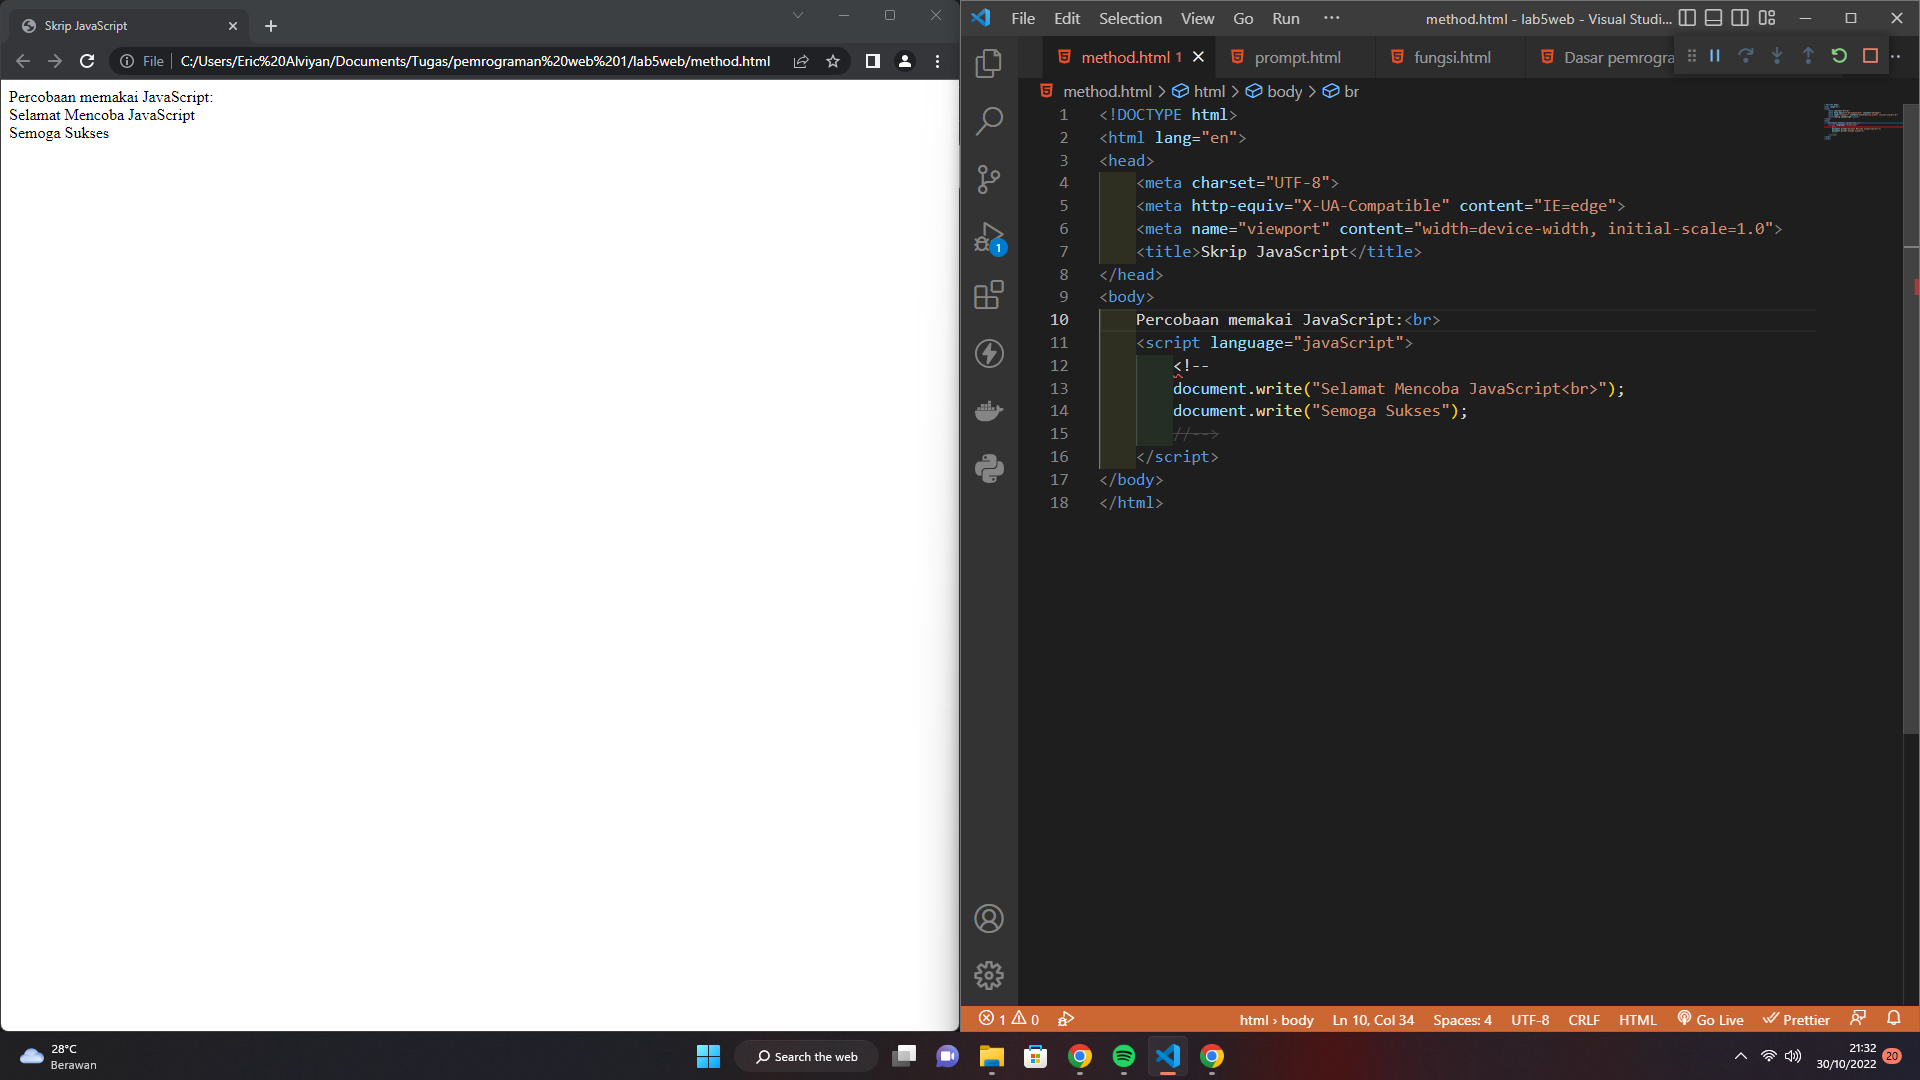 Skrip JavaScript
File
C:/Users/Eric%20Alviyan/Documents/Tugas/pemrograman%20web%201/lab5web/method.html
Percobaan memakai JavaScript:
Selamat Mencoba JavaScript
Semoga Sukses
File Edit Selection View Go Run ···
method.html - lab5web - Visual Studi...
method.html 1
prompt.html
fungsi.html
Dasar pemrogra
method.html > html > body > br
1 <!DOCTYPE html>
2 <html lang="en">
3 <head>
4 <meta charset="UTF-8">
5 <meta http-equiv="X-UA-Compatible" content="IE=edge">
6 <meta name="viewport" content="width=device-width, initial-scale=1.0">
7 <title>Skrip JavaScript</title>
8 </head>
9 <body>
10 Percobaan memakai JavaScript:<br>
11 <script language="javaScript">
12 <!--
13 document.write("Selamat Mencoba JavaScript<br>");
14 document.write("Semoga Sukses");
15 //-->
16 </script>
17 </body>
18 </html>
1
1 0
html › body
Ln 10, Col 34
Spaces: 4
UTF-8
CRLF
HTML
Go Live
Prettier
28°C
Berawan
Search the web
21:32
30/10/2022
20